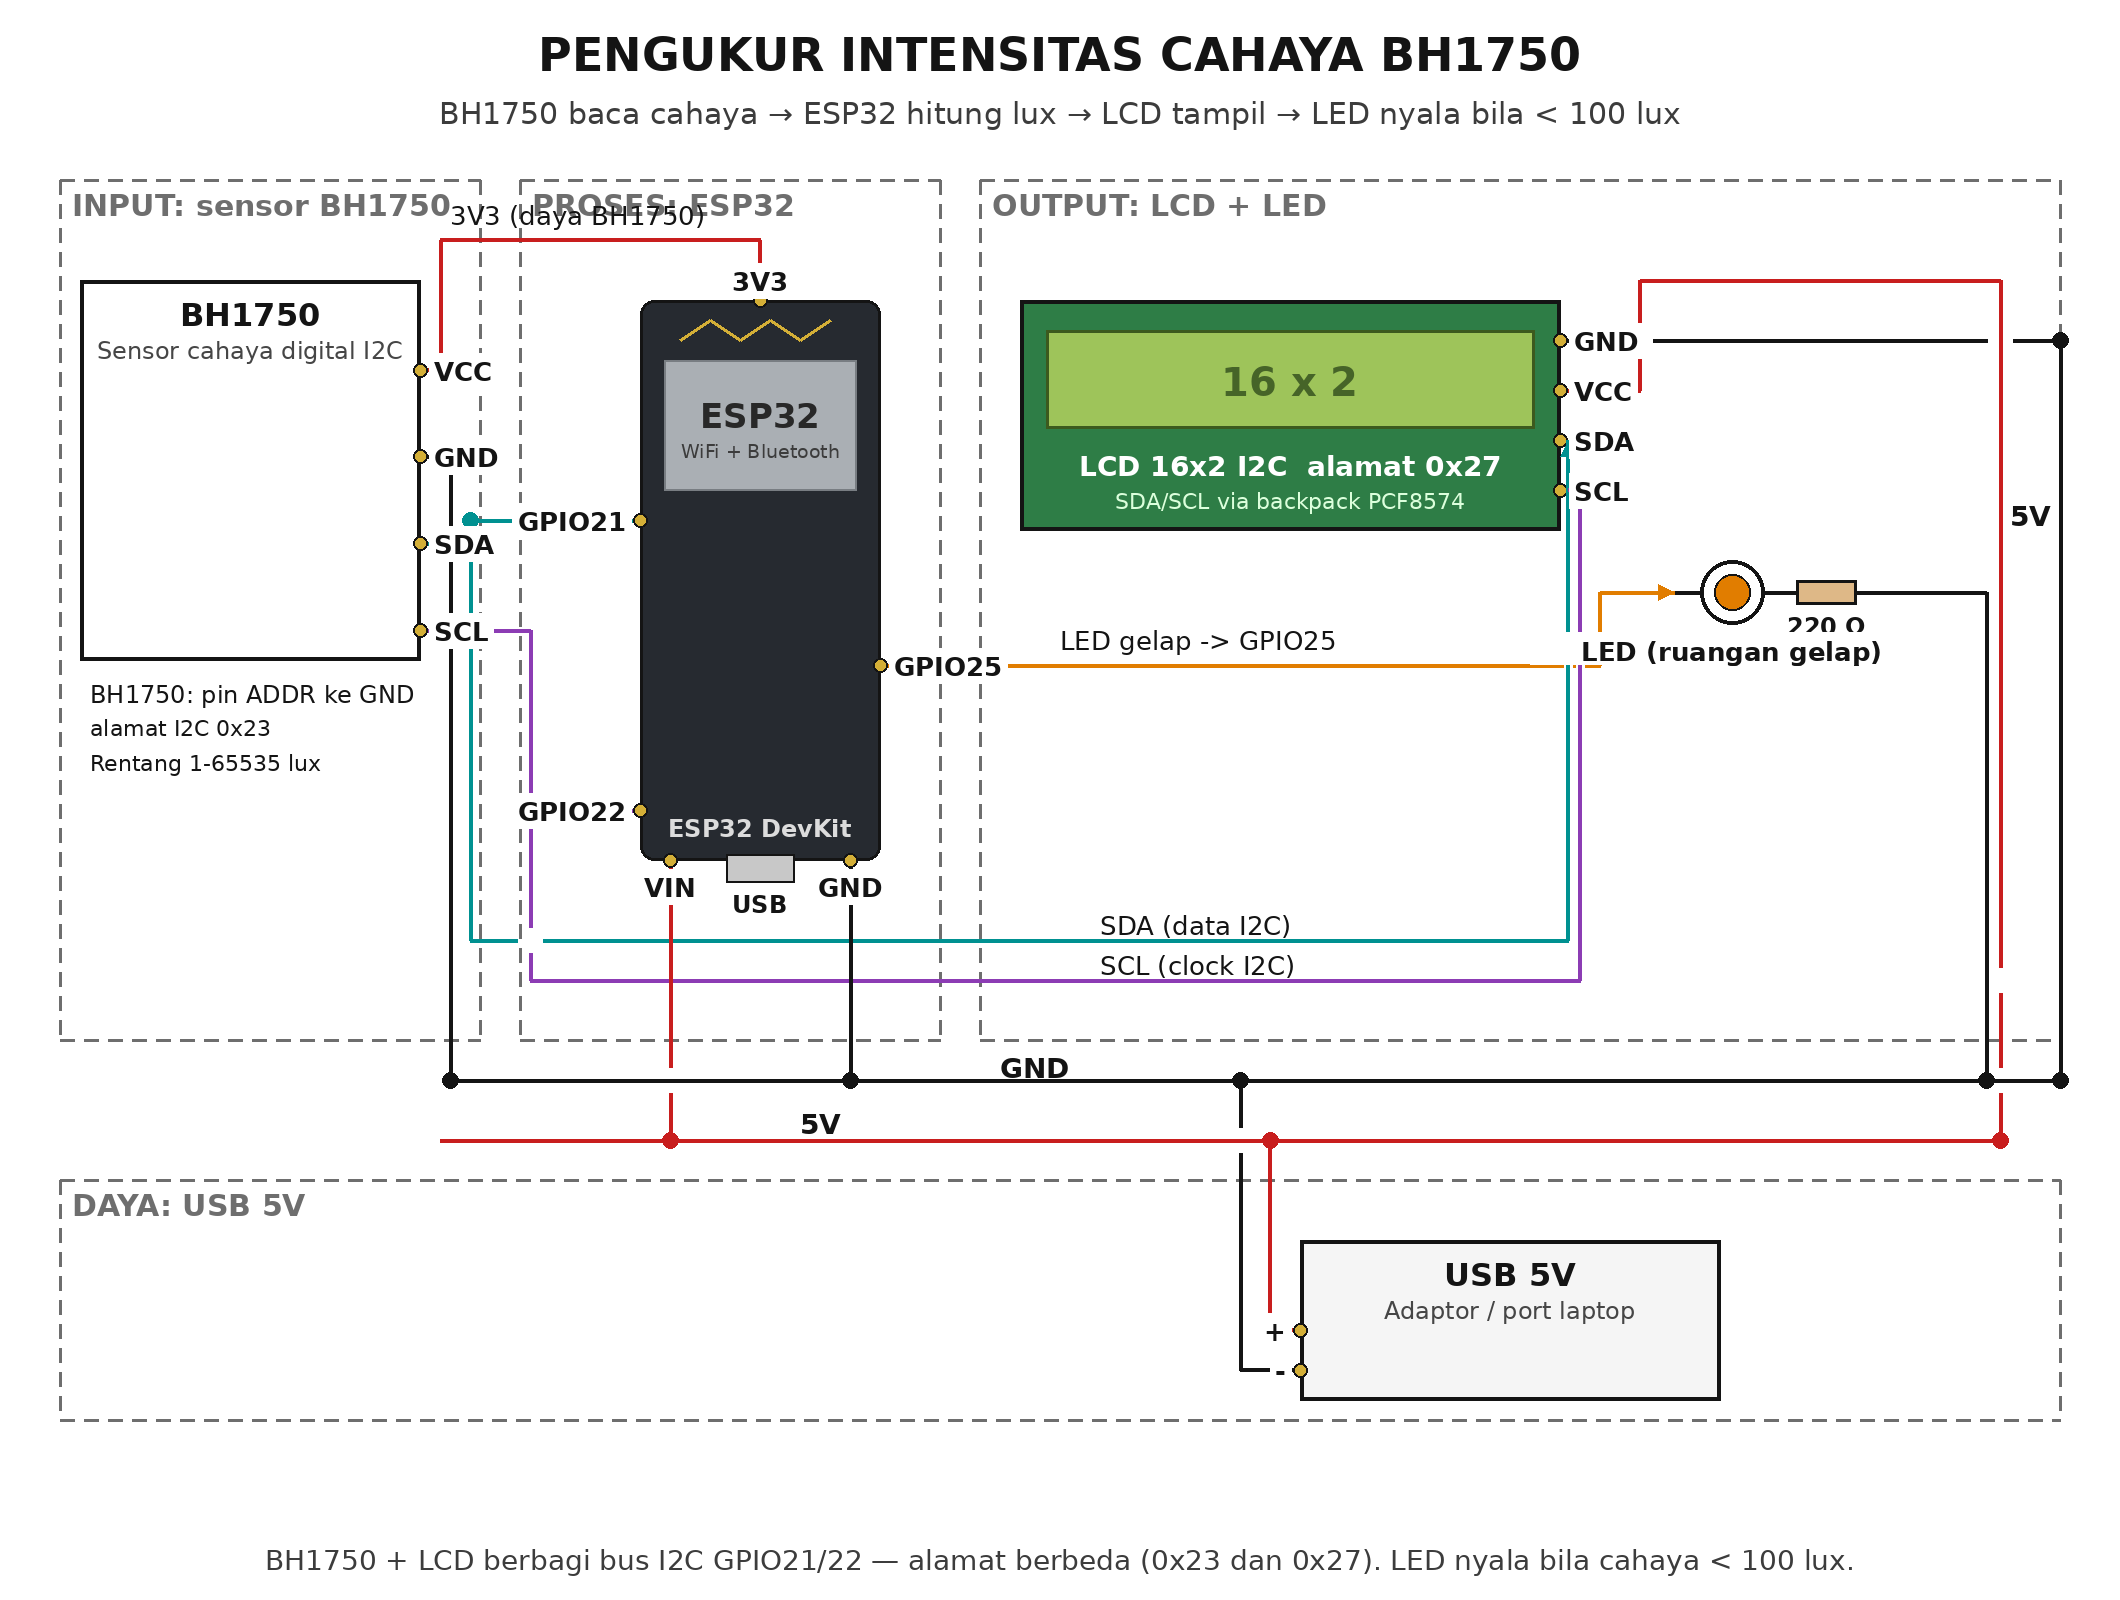 PENGUKUR INTENSITAS CAHAYA BH1750
BH1750 baca cahaya → ESP32 hitung lux → LCD tampil → LED nyala bila < 100 lux
INPUT: sensor BH1750
PROSES: ESP32
OUTPUT: LCD + LED
3V3 (daya BH1750)
BH1750
Sensor cahaya digital I2C
VCC
GND
SDA
SCL
BH1750: pin ADDR ke GND
alamat I2C 0x23
Rentang 1-65535 lux
3V3
ESP32
WiFi + Bluetooth
GPIO21
GPIO25
GPIO22
ESP32 DevKit
VIN
USB
GND
16 x 2
LCD 16x2 I2C  alamat 0x27
SDA/SCL via backpack PCF8574
GND
VCC
SDA
SCL
5V
220 Ω
LED (ruangan gelap)
LED gelap -> GPIO25
SDA (data I2C)
SCL (clock I2C)
GND
5V
DAYA: USB 5V
USB 5V
Adaptor / port laptop
+
-
BH1750 + LCD berbagi bus I2C GPIO21/22 — alamat berbeda (0x23 dan 0x27). LED nyala bila cahaya < 100 lux.